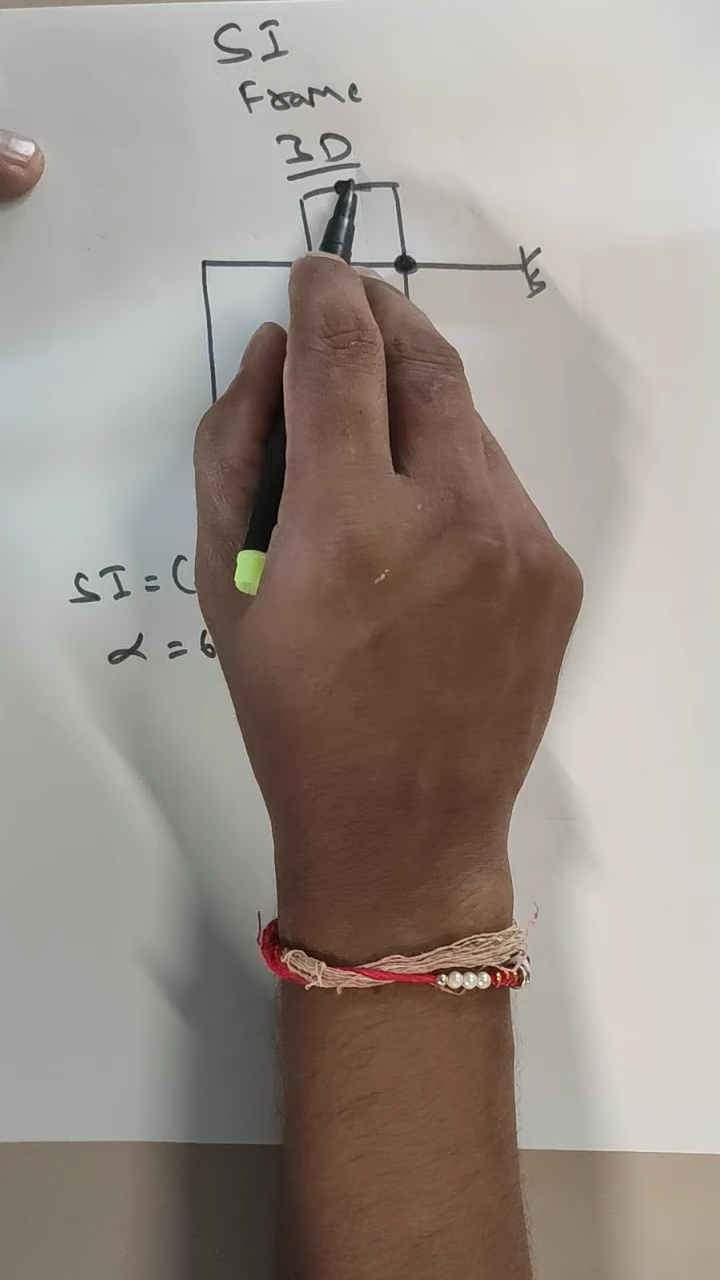 SI
Frame
3D
SI = (
α = 6